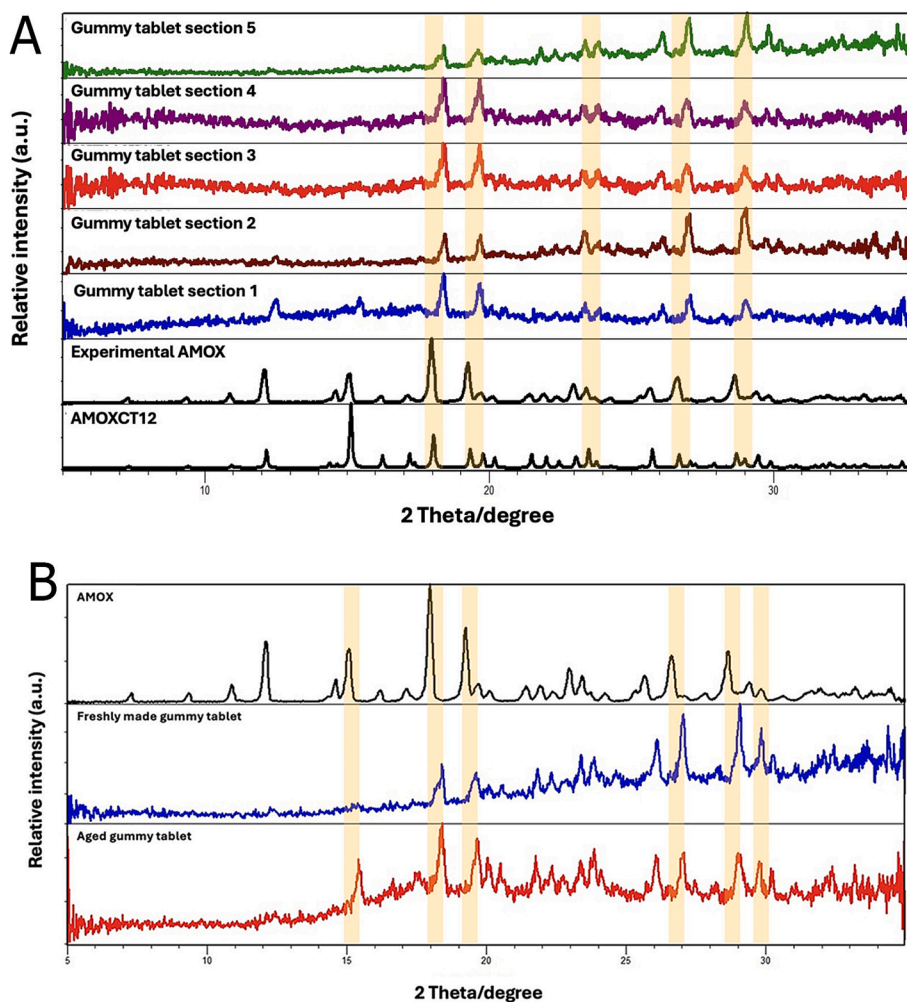 A
Gummy tablet section 5
Gummy tablet section 4
Gummy tablet section 3
Gummy tablet section 2
Gummy tablet section 1
Experimental AMOX
AMOXCT12
Relative intensity (a.u.)
10 20 30
2 Theta/degree
B
AMOX
Freshly made gummy tablet
Aged gummy tablet
Relative intensity (a.u.)
5 10 15 20 25 30
2 Theta/degree